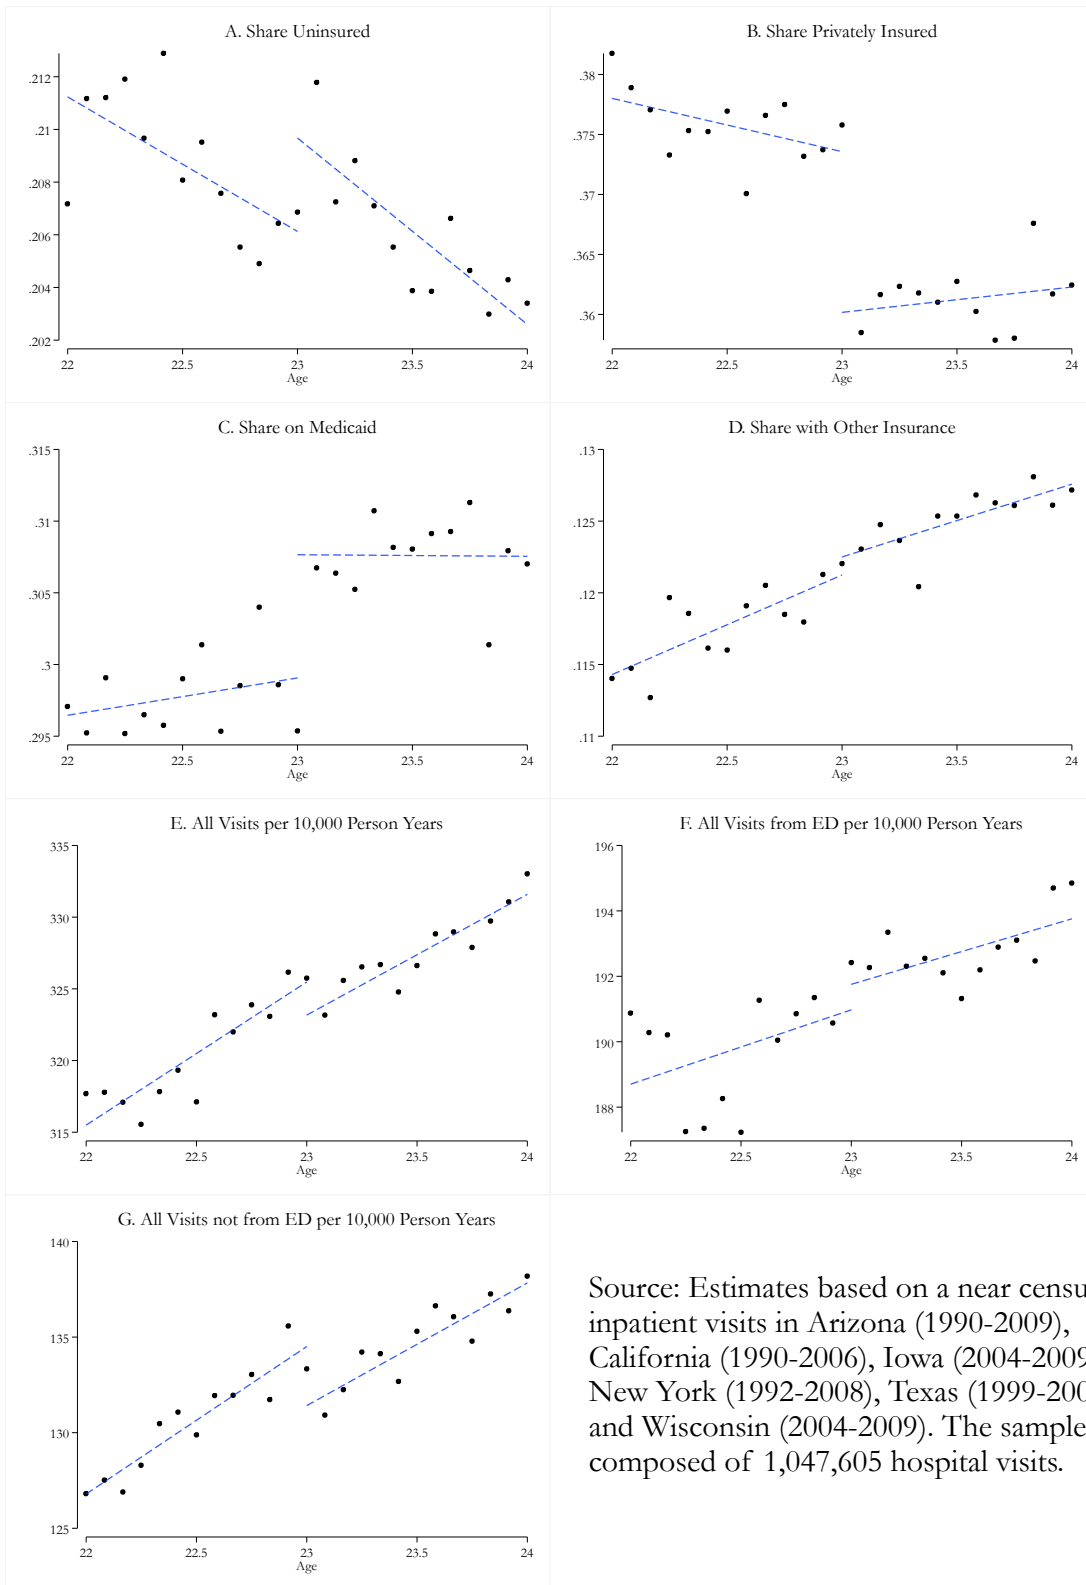 A. Share Uninsured
.212
.21
.208
.206
.204
.202
22 22.5 23 23.5 24
Age
B. Share Privately Insured
.38
.375
.37
.365
.36
22 22.5 23 23.5 24
Age
C. Share on Medicaid
.315
.31
.305
.3
.295
22 22.5 23 23.5 24
Age
D. Share with Other Insurance
.13
.125
.12
.115
.11
22 22.5 23 23.5 24
Age
E. All Visits per 10,000 Person Years
335
330
325
320
315
22 22.5 23 23.5 24
Age
F. All Visits from ED per 10,000 Person Years
196
194
192
190
188
22 22.5 23 23.5 24
Age
G. All Visits not from ED per 10,000 Person Years
140
135
130
125
22 22.5 23 23.5 24
Age
Source: Estimates based on a near
inpatient visits in Arizona (1990-2009),
California (1990-2006), Iowa (2004-2009
New York (1992-2008), Texas
and Wisconsin (2004-2009). The sample
composed of 1,047,605 hospital visits.